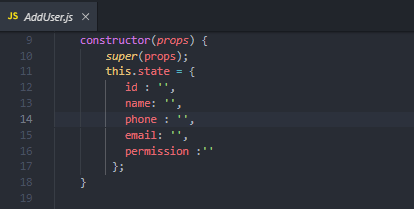 JS AddUser.js ×
9 constructor(props) {
10 super(props);
11 this.state = {
12 id : '',
13 name: '',
14 phone : '',
15 email: '',
16 permission :''
17 };
18 }
19